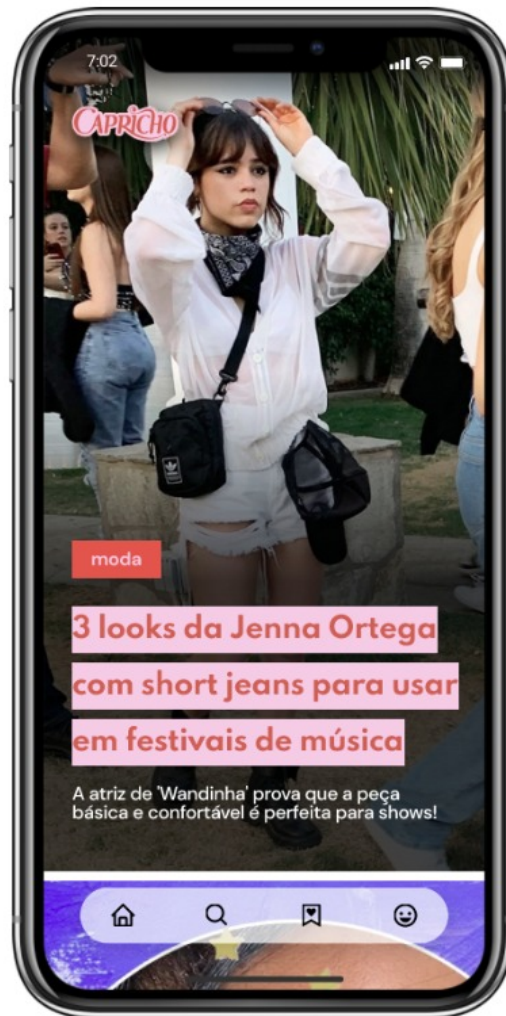 7:02
CAPRICHO
moda
3 looks da Jenna Ortega
com short jeans para usar
em festivais de música
A atriz de 'Wandinha' prova que a peça
básica e confortável é perfeita para shows!